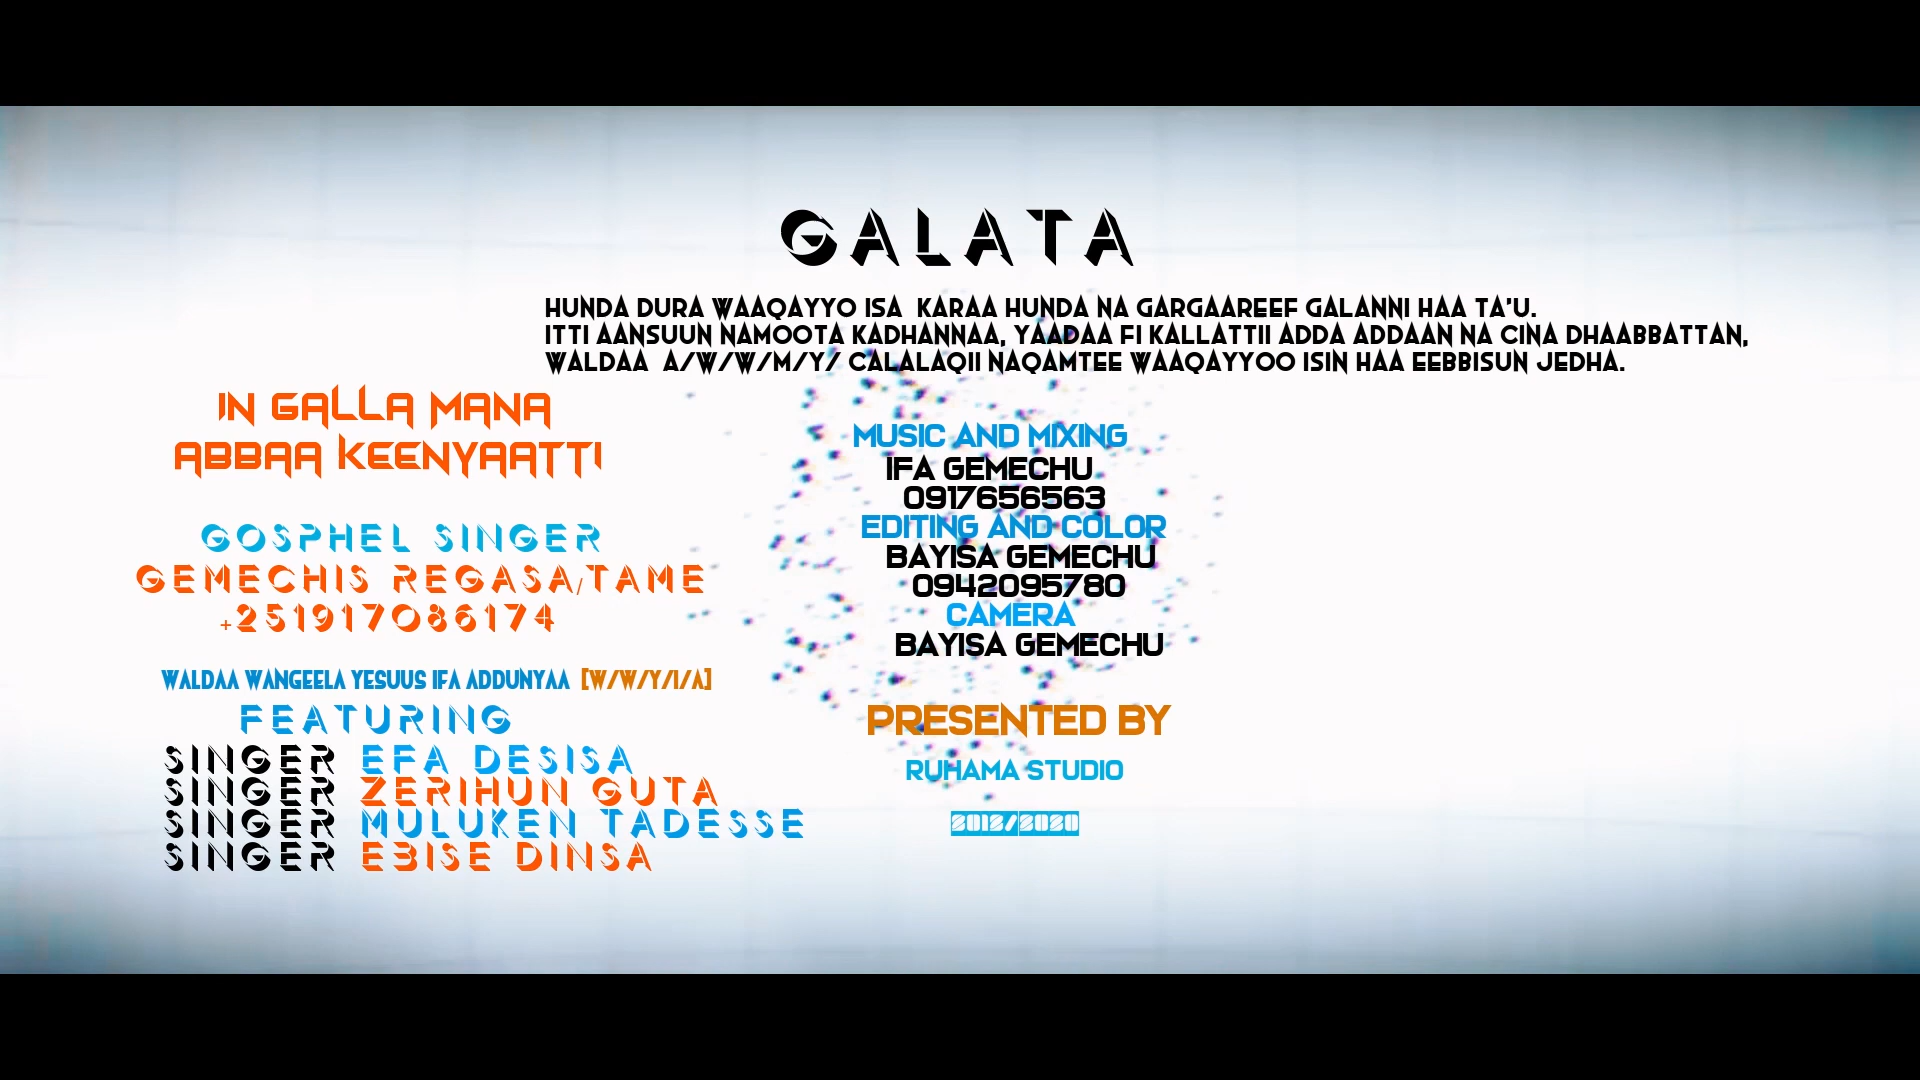 GALATA
HUNDA DURA WAAQAYYO ISA KARAA HUNDA NA GARGAAREEF GALANNI HAA TA'U.
ITTI AANSUUN NAMOOTA KADHANNAA, YAADAA FI KALLATTII ADDA ADDAAN NA CINA DHAABBATTAN,
WALDAA A/W/W/M/Y/ CALALAQII NAQAMTEE WAAQAYYOO ISIN HAA EEBBISUN JEDHA.
IN GALLA MANA
ABBAA KEENYAATTI
GOSPHEL SINGER
GEMECHIS REGASA/TAME
+251917086174
WALDAA WANGEELA YESUUS IFA ADDUNYAA [W/W/Y/I/A]
FEATURING
SINGER EFA DESISA
SINGER ZERIHUN GUTA
SINGER MULUKEN TADESSE
SINGER EBISE DINSA
MUSIC AND MIXING
IFA GEMECHU
0917656563
EDITING AND COLOR
BAYISA GEMECHU
0942095780
CAMERA
BAYISA GEMECHU
PRESENTED BY
RUHAMA STUDIO
2012/2020